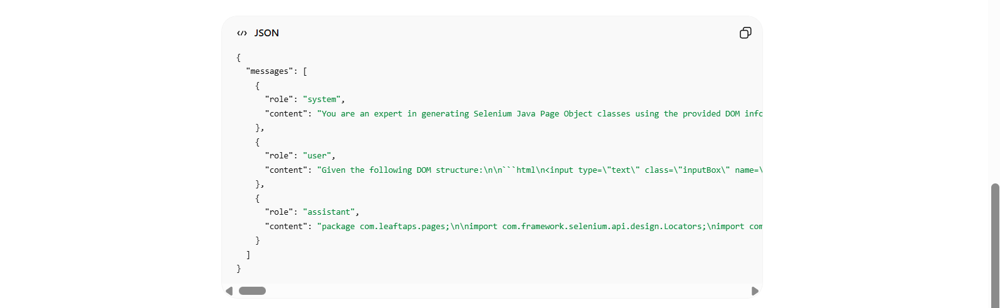 </> JSON
{
"messages": [
{
"role": "system",
"content": "You are an expert in generating Selenium Java Page Object classes using the provided DOM info
},
{
"role": "user",
"content": "Given the following DOM structure:\n\n```html\n<input type=\"text\" class=\"inputBox\" name=\
},
{
"role": "assistant",
"content": "package com.leaftaps.pages;\n\nimport com.framework.selenium.api.design.Locators;\nimport com
}
]
}